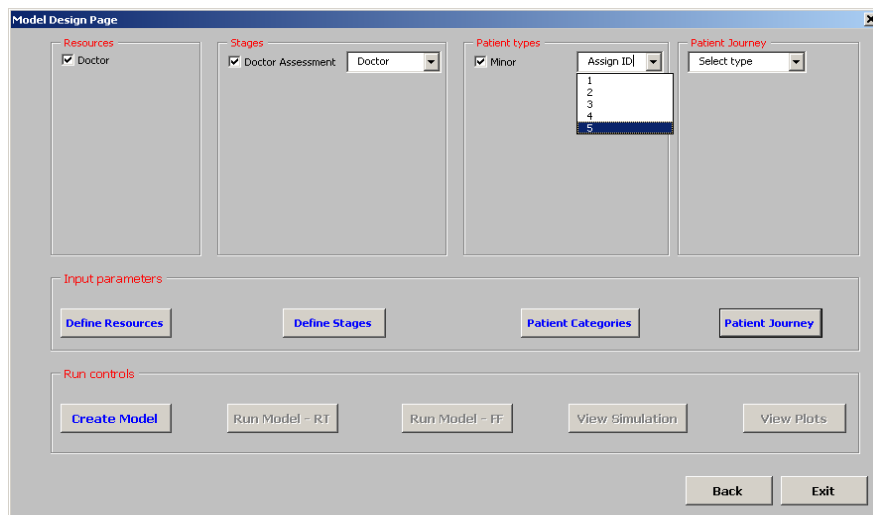 Model Design Page
Resources
Stages
Patient types
Patient Journey
Doctor
Doctor Assessment
Doctor
Minor
Assign ID
Select type
1
2
3
4
5
Input parameters
Define Resources
Define Stages
Patient Categories
Patient Journey
Run controls
Create Model
Run Model - RT
Run Model - FF
View Simulation
View Plots
Back
Exit